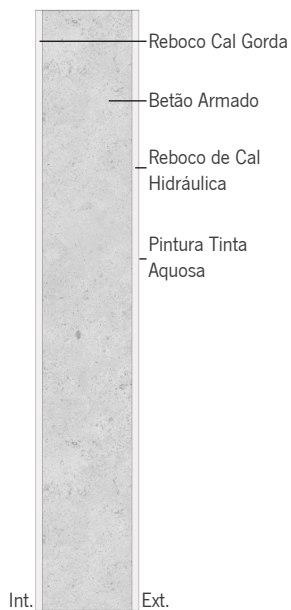 Reboco Cal Gorda
Betão Armado
Reboco de Cal
Hidráulica
Pintura Tinta
Aquosa
Int.
Ext.